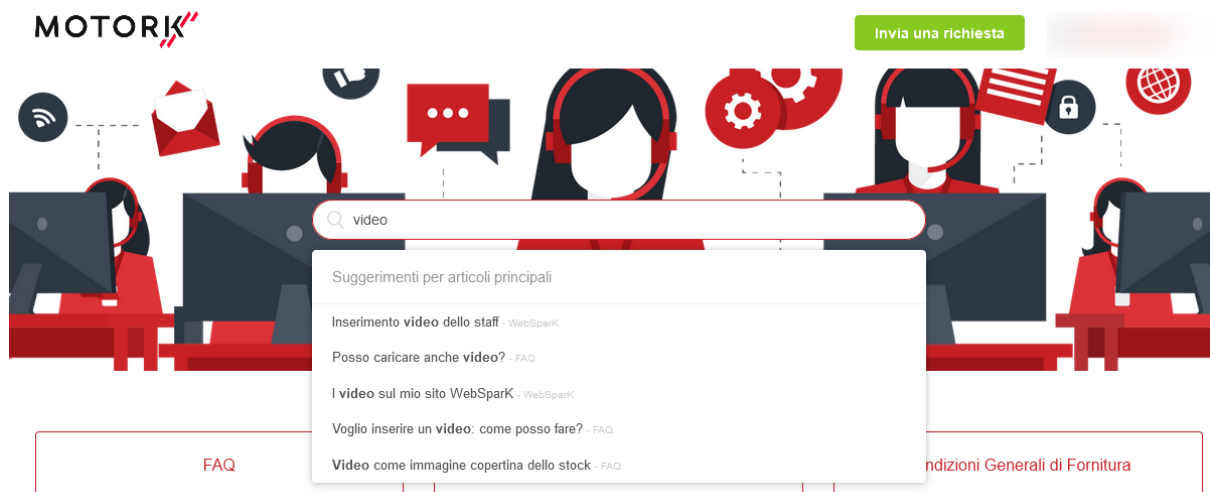 MOTORK
Invia una richiesta
video
Suggerimenti per articoli principali
Inserimento video dello staff - WebSparK
Posso caricare anche video? - FAQ
I video sul mio sito WebSparK - WebSparK
Voglio inserire un video: come posso fare? - FAQ
Video come immagine copertina dello stock - FAQ
FAQ
ndizioni Generali di Fornitura